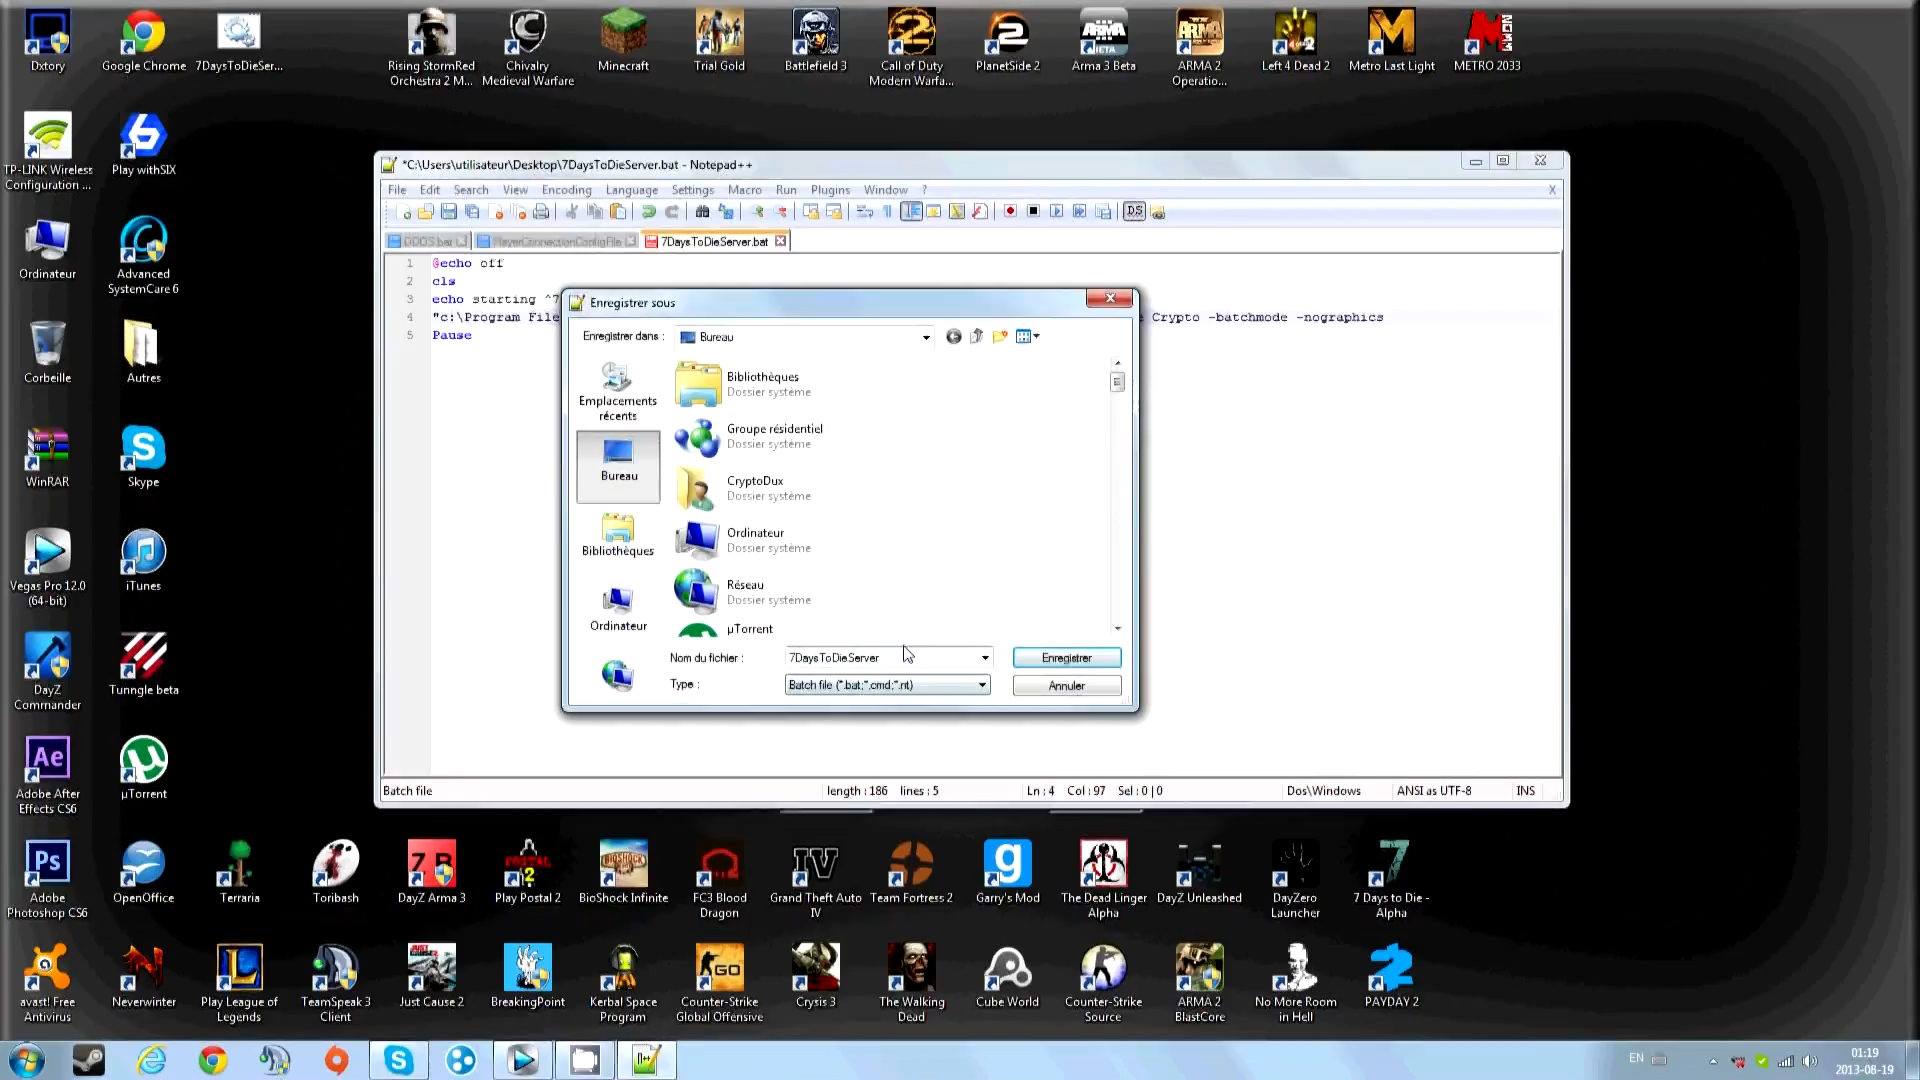 Dxtory
Google Chrome
7DaysToDieSer...
Rising StormRed
Orchestra 2 M...
Chivalry
Medieval Warfare
Minecraft
Trial Gold
Battlefield 3
Call of Duty
Modern Warfa...
PlanetSide 2
Arma 3 Beta
ARMA 2
Operatio...
Left 4 Dead 2
Metro Last Light
METRO 2033
TP-LINK Wireless
Configuration ...
Play withSIX
*C:\Users\utilisateur\Desktop\7DaysToDieServer.bat - Notepad++
File Edit Search View Encoding Language Settings Macro Run Plugins Window ? X
DDOS.bat PlayerConnectionConfigFile 7DaysToDieServer.bat
1 @echo off
2 cls
3 echo starting ^7
4 "c:\Program File Crypto -batchmode -nographics
5 Pause
Enregistrer sous
Enregistrer dans : Bureau
Emplacements
récents
Bureau
Bibliothèques
Ordinateur
Bibliothèques
Dossier système
Groupe résidentiel
Dossier système
CryptoDux
Dossier système
Ordinateur
Dossier système
Réseau
Dossier système
µTorrent
Nom du fichier : 7DaysToDieServer Enregistrer
Type : Batch file (*.bat;*.cmd;*.nt) Annuler
Batch file length : 186 lines : 5 Ln : 4 Col : 97 Sel : 0 | 0 Dos\Windows ANSI as UTF-8 INS
Ordinateur
Advanced
SystemCare 6
Corbeille
Autres
WinRAR
Skype
Vegas Pro 12.0
(64-bit)
iTunes
DayZ
Commander
Tunngle beta
Adobe After
Effects CS6
µTorrent
Adobe
Photoshop CS6
OpenOffice
Terraria
Toribash
DayZ Arma 3
Play Postal 2
BioShock Infinite
FC3 Blood
Dragon
Grand Theft Auto
IV
Team Fortress 2
Garry's Mod
The Dead Linger
Alpha
DayZ Unleashed
DayZero
Launcher
7 Days to Die -
Alpha
avast! Free
Antivirus
Neverwinter
Play League of
Legends
TeamSpeak 3
Client
Just Cause 2
BreakingPoint
Kerbal Space
Program
Counter-Strike
Global Offensive
Crysis 3
The Walking
Dead
Cube World
Counter-Strike
Source
ARMA 2
BlastCore
No More Room
in Hell
PAYDAY 2
EN
01:19
2013-08-19